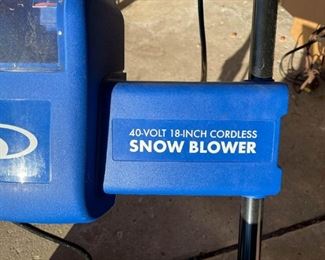 40-VOLT 18-INCH CORDLESS
SNOW BLOWER